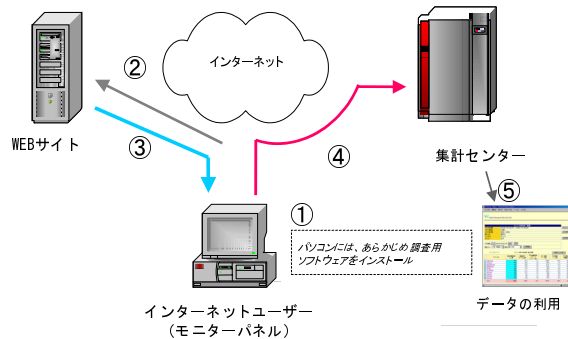 インターネット
②
WEBサイト
③
④
集計センター
⑤
①
パソコンには、あらかじめ調査用
ソフトウェアをインストール
インターネットユーザー
(モニターパネル)
データの利用